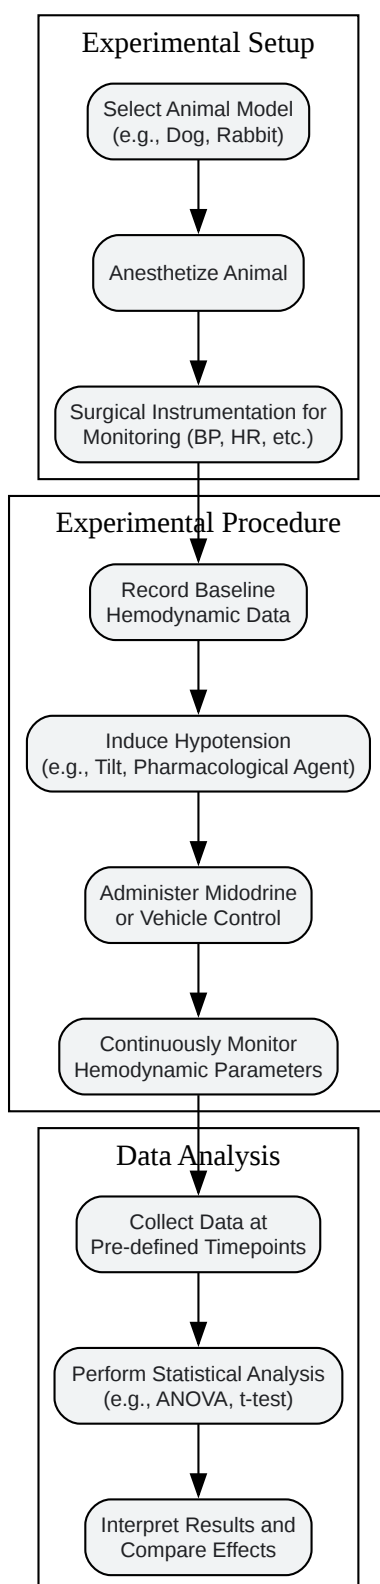 Experimental Setup
Select Animal Model
(e.g., Dog, Rabbit)
Anesthetize Animal
Surgical Instrumentation for
Monitoring (BP, HR, etc.)
Experimental Procedure
Record Baseline
Hemodynamic Data
Induce Hypotension
(e.g., Tilt, Pharmacological Agent)
Administer Midodrine
or Vehicle Control
Continuously Monitor
Hemodynamic Parameters
Data Analysis
Collect Data at
Pre-defined Timepoints
Perform Statistical Analysis
(e.g., ANOVA, t-test)
Interpret Results and
Compare Effects